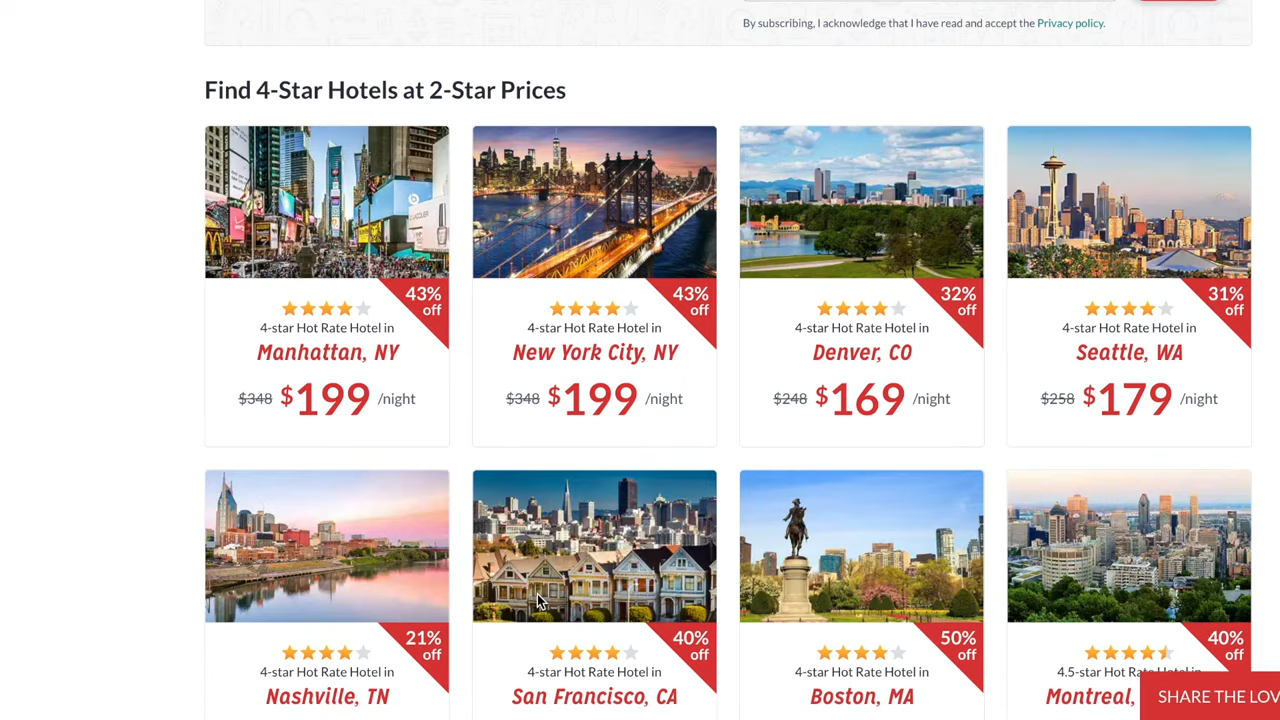 By subscribing, I acknowledge that I have read and accept the Privacy policy.
Find 4-Star Hotels at 2-Star Prices
43% off
4-star Hot Rate Hotel in
Manhattan, NY
$348 $199 /night
43% off
4-star Hot Rate Hotel in
New York City, NY
$348 $199 /night
32% off
4-star Hot Rate Hotel in
Denver, CO
$248 $169 /night
31% off
4-star Hot Rate Hotel in
Seattle, WA
$258 $179 /night
21% off
4-star Hot Rate Hotel in
Nashville, TN
40% off
4-star Hot Rate Hotel in
San Francisco, CA
50% off
4-star Hot Rate Hotel in
Boston, MA
40% off
4.5-star Hot Rate Hotel in
Montreal,
SHARE THE LOV